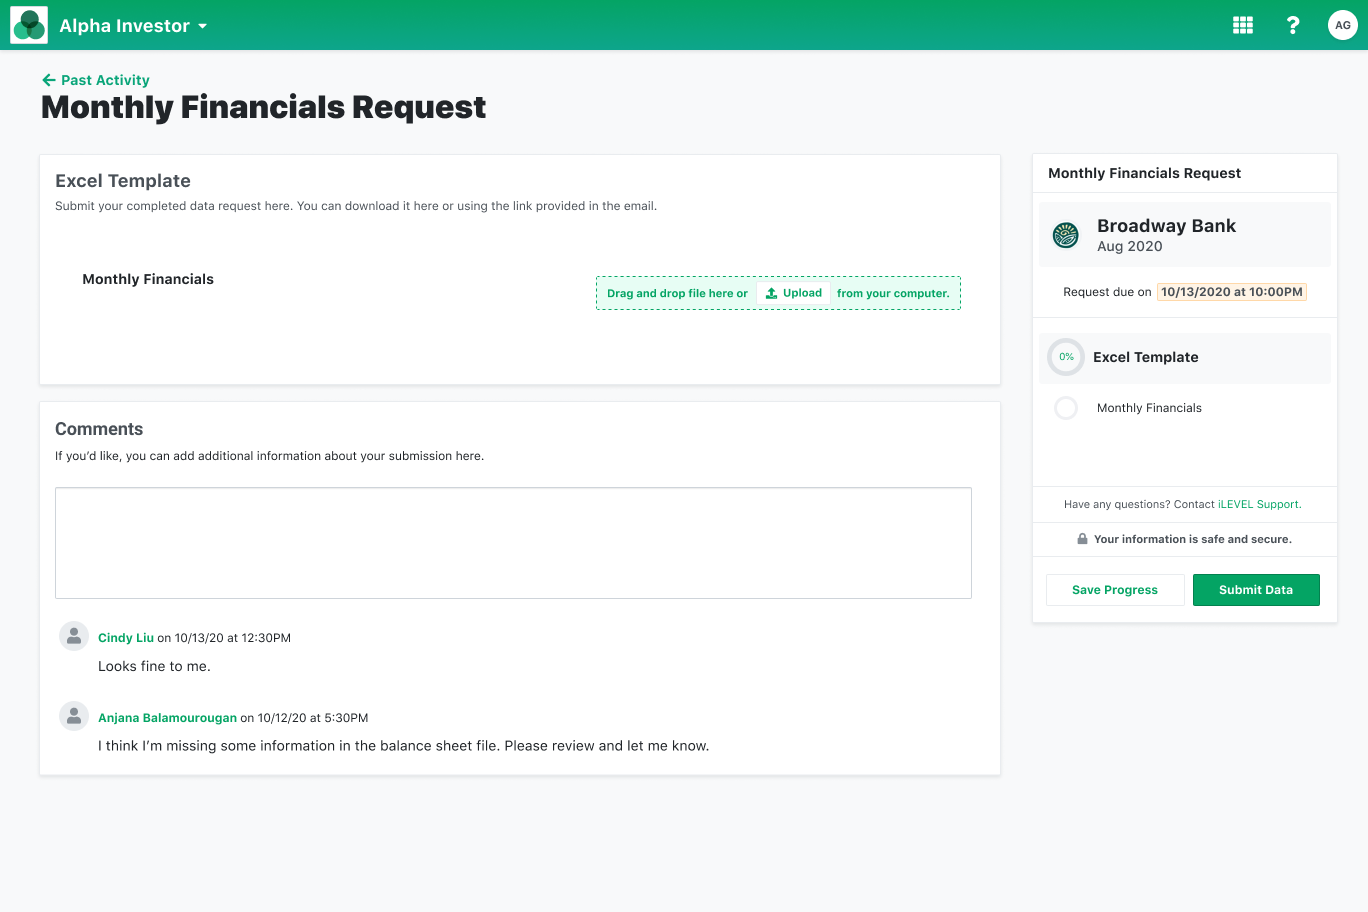 Alpha Investor
AG
Past Activity
Monthly Financials Request
Excel Template
Submit your completed data request here. You can download it here or using the link provided in the email.
Monthly Financials
Drag and drop file here or Upload from your computer.
Comments
If you’d like, you can add additional information about your submission here.
Cindy Liu on 10/13/20 at 12:30PM
Looks fine to me.
Anjana Balamourougan on 10/12/20 at 5:30PM
I think I’m missing some information in the balance sheet file. Please review and let me know.
Monthly Financials Request
Broadway Bank
Aug 2020
Request due on 10/13/2020 at 10:00PM
0% Excel Template
Monthly Financials
Have any questions? Contact iLEVEL Support.
Your information is safe and secure.
Save Progress Submit Data